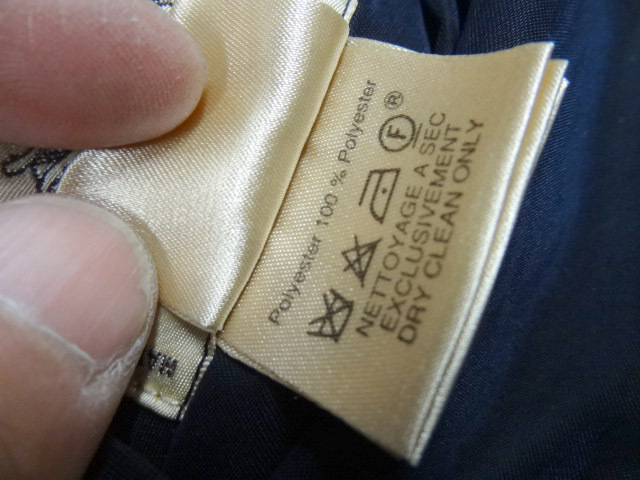 Polyester 100 % Polyester
F ®
NETTOYAGE A SEC
EXCLUSIVEMENT
DRY CLEAN ONLY